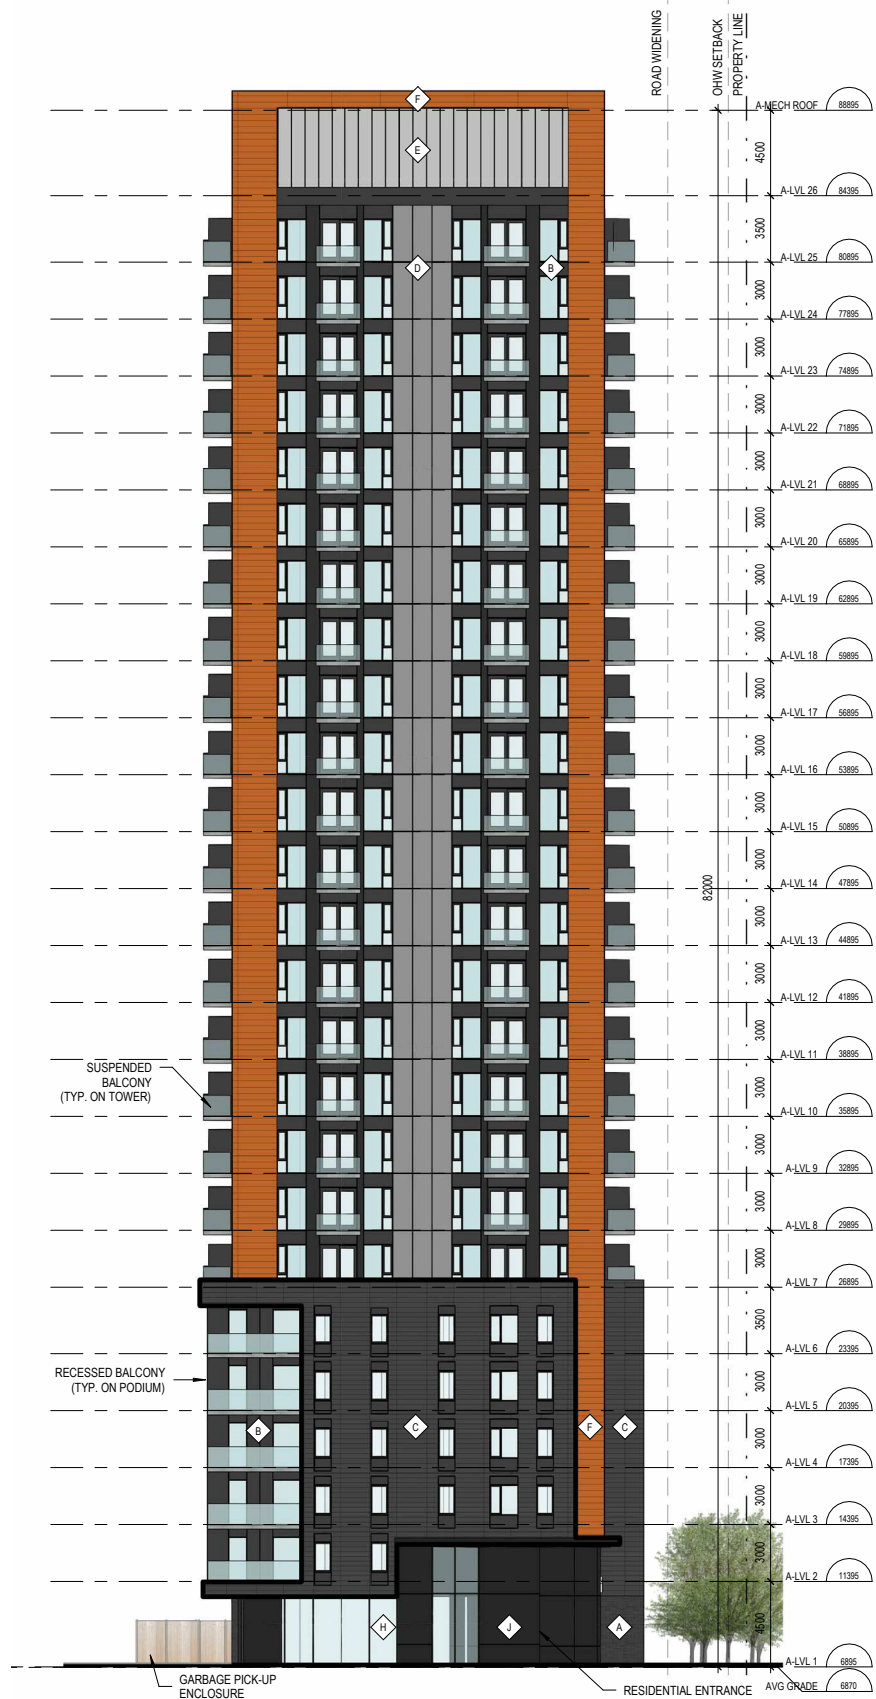 ROAD WIDENING
OHW SETBACK
PROPERTY LINE
A-MECH ROOF 88895
F
4500
E
A-LVL 26 84395
3500
A-LVL 25 80895
D
B
3000
A-LVL 24 77895
3000
A-LVL 23 74895
3000
A-LVL 22 71895
3000
A-LVL 21 68895
3000
A-LVL 20 65895
3000
A-LVL 19 62895
3000
A-LVL 18 59895
3000
A-LVL 17 56895
3000
A-LVL 16 53895
3000
A-LVL 15 50895
3000
A-LVL 14 47895
82000
3000
A-LVL 13 44895
3000
A-LVL 12 41895
3000
A-LVL 11 38895
SUSPENDED
BALCONY
(TYP. ON TOWER)
3000
A-LVL 10 35895
3000
A-LVL 9 32895
3000
A-LVL 8 29895
3000
A-LVL 7 26895
3500
A-LVL 6 23395
RECESSED BALCONY
(TYP. ON PODIUM)
3000
A-LVL 5 20395
B
C
F
C
3000
A-LVL 4 17395
3000
A-LVL 3 14395
3000
A-LVL 2 11395
H
J
A
4500
A-LVL 1 6895
GARBAGE PICK-UP
ENCLOSURE
RESIDENTIAL ENTRANCE
AVG GRADE 6870